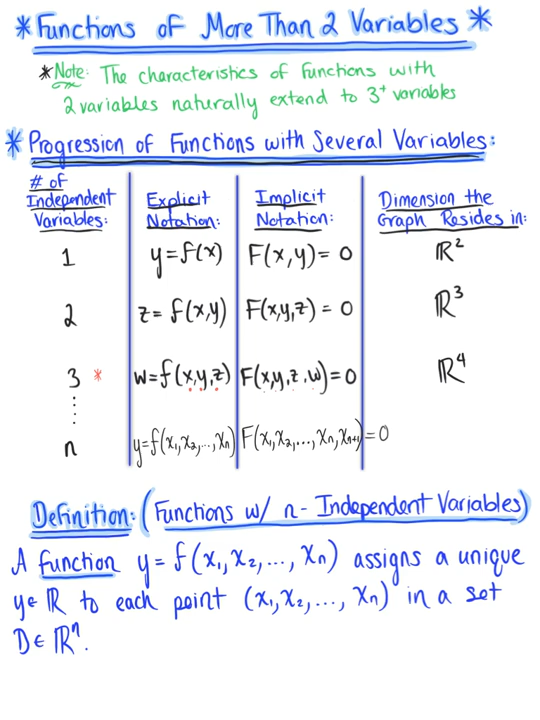 *Functions of More Than 2 Variables*
*Note: The characteristics of functions with
2 variables naturally extend to 3⁺ variables
*Progression of Functions with Several Variables:
# of Independent Variables: Explicit Notation: Implicit Notation: Dimension the Graph Resides in:
1 y=f(x) F(x,y)=0 ℝ²
2 z=f(x,y) F(x,y,z)=0 ℝ³
3 * w=f(x,y,z) F(x,y,z,w)=0 ℝ⁴
⋮
n y=f(x₁,x₂,...,xₙ) F(x₁,x₂,...,xₙ,xₙ₊₁)=0
Definition: (Functions w/ n-Independent Variables)
A function y=f(x₁,x₂,...,xₙ) assigns a unique
y∈ℝ to each point (x₁,x₂,...,xₙ) in a set
D∈ℝⁿ.